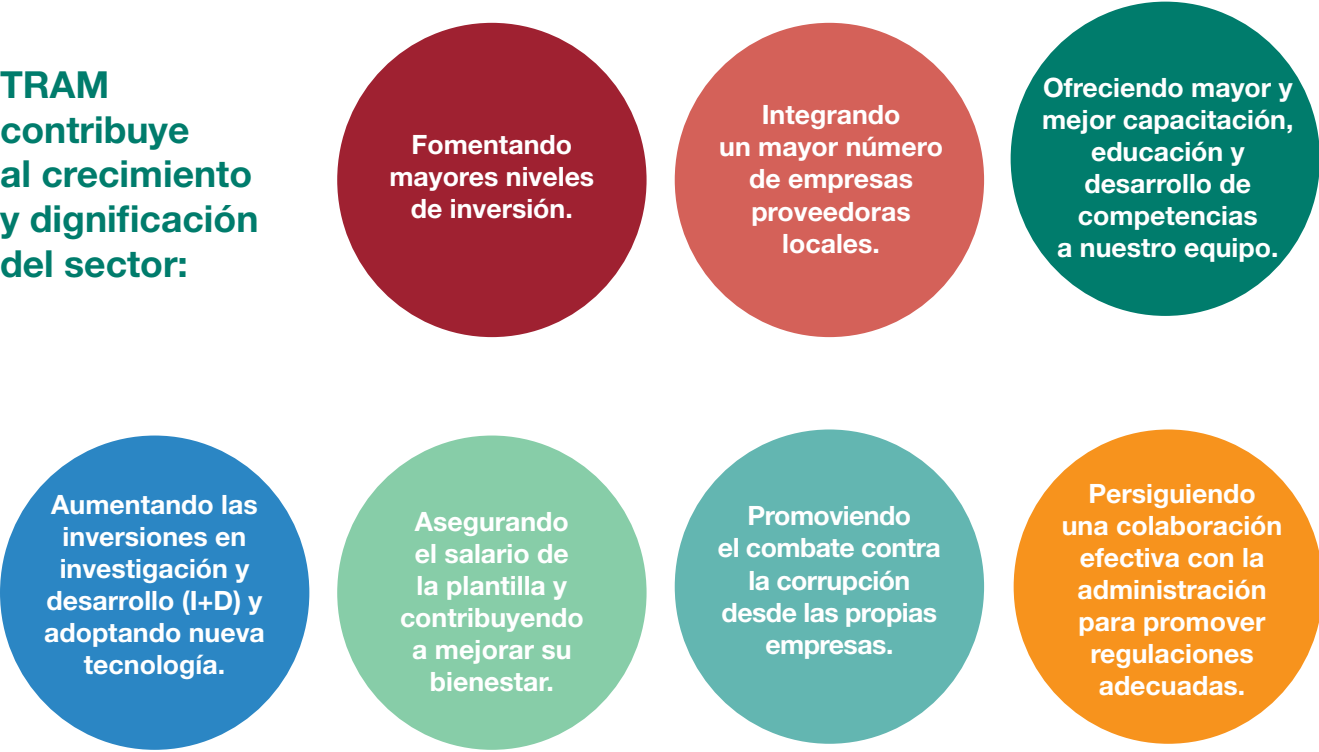 TRAM
contribuye
al crecimiento
y dignificación
del sector:
Fomentando
mayores niveles
de inversión.
Integrando
un mayor número
de empresas
proveedoras
locales.
Ofreciendo mayor y
mejor capacitación,
educación y
desarrollo de
competencias
a nuestro equipo.
Aumentando las
inversiones en
investigación y
desarrollo (I+D) y
adoptando nueva
tecnología.
Asegurando
el salario de
la plantilla y
contribuyendo
a mejorar su
bienestar.
Promoviendo
el combate contra
la corrupción
desde las propias
empresas.
Persiguiendo
una colaboración
efectiva con la
administración
para promover
regulaciones
adecuadas.